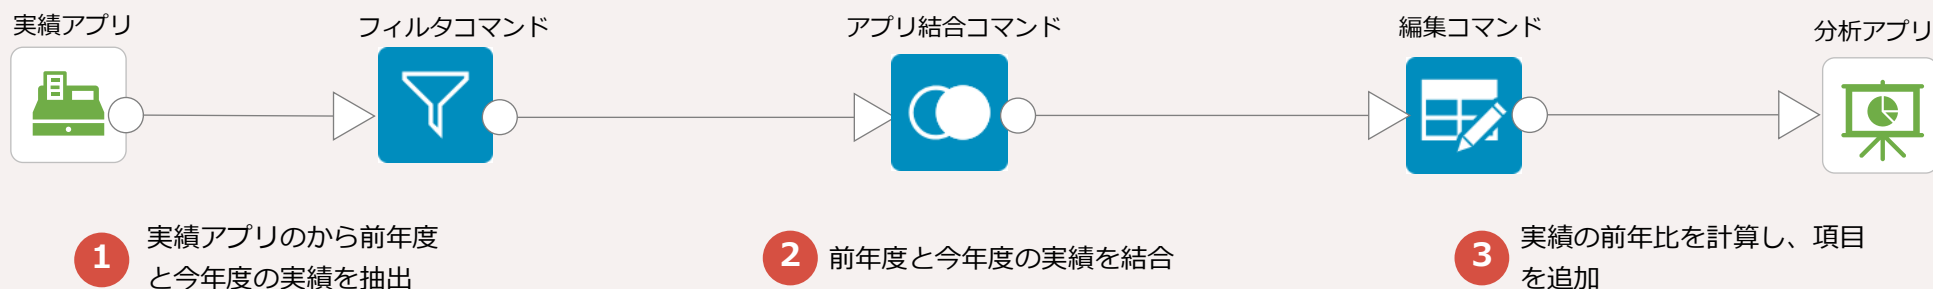 実績アプリ
フィルタコマンド
アプリ結合コマンド
編集コマンド
分析アプリ
1
実績アプリのから前年度
と今年度の実績を抽出
2
前年度と今年度の実績を結合
3
実績の前年比を計算し、項目
を追加